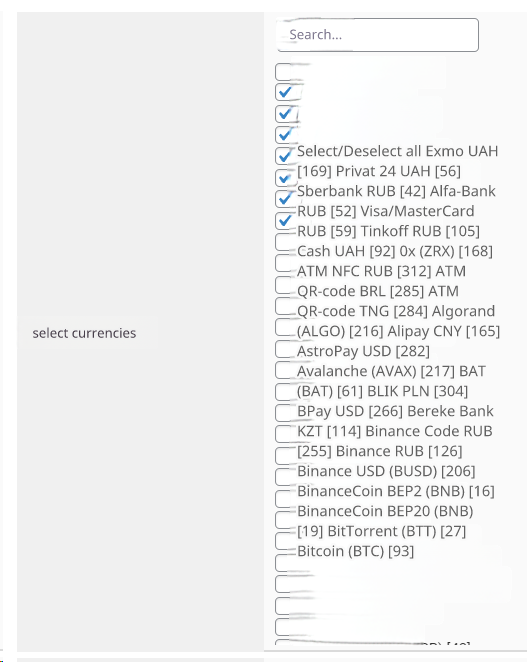 Search...
Select/Deselect all Exmo UAH
[169] Privat 24 UAH [56]
Sberbank RUB [42] Alfa-Bank
RUB [52] Visa/MasterCard
RUB [59] Tinkoff RUB [105]
Cash UAH [92] 0x (ZRX) [168]
ATM NFC RUB [312] ATM
QR-code BRL [285] ATM
QR-code TNG [284] Algorand
select currencies
(ALGO) [216] Alipay CNY [165]
AstroPay USD [282]
Avalanche (AVAX) [217] BAT
(BAT) [61] BLIK PLN [304]
BPay USD [266] Bereke Bank
KZT [114] Binance Code RUB
[255] Binance RUB [126]
Binance USD (BUSD) [206]
BinanceCoin BEP2 (BNB) [16]
BinanceCoin BEP20 (BNB)
[19] BitTorrent (BTT) [27]
Bitcoin (BTC) [93]